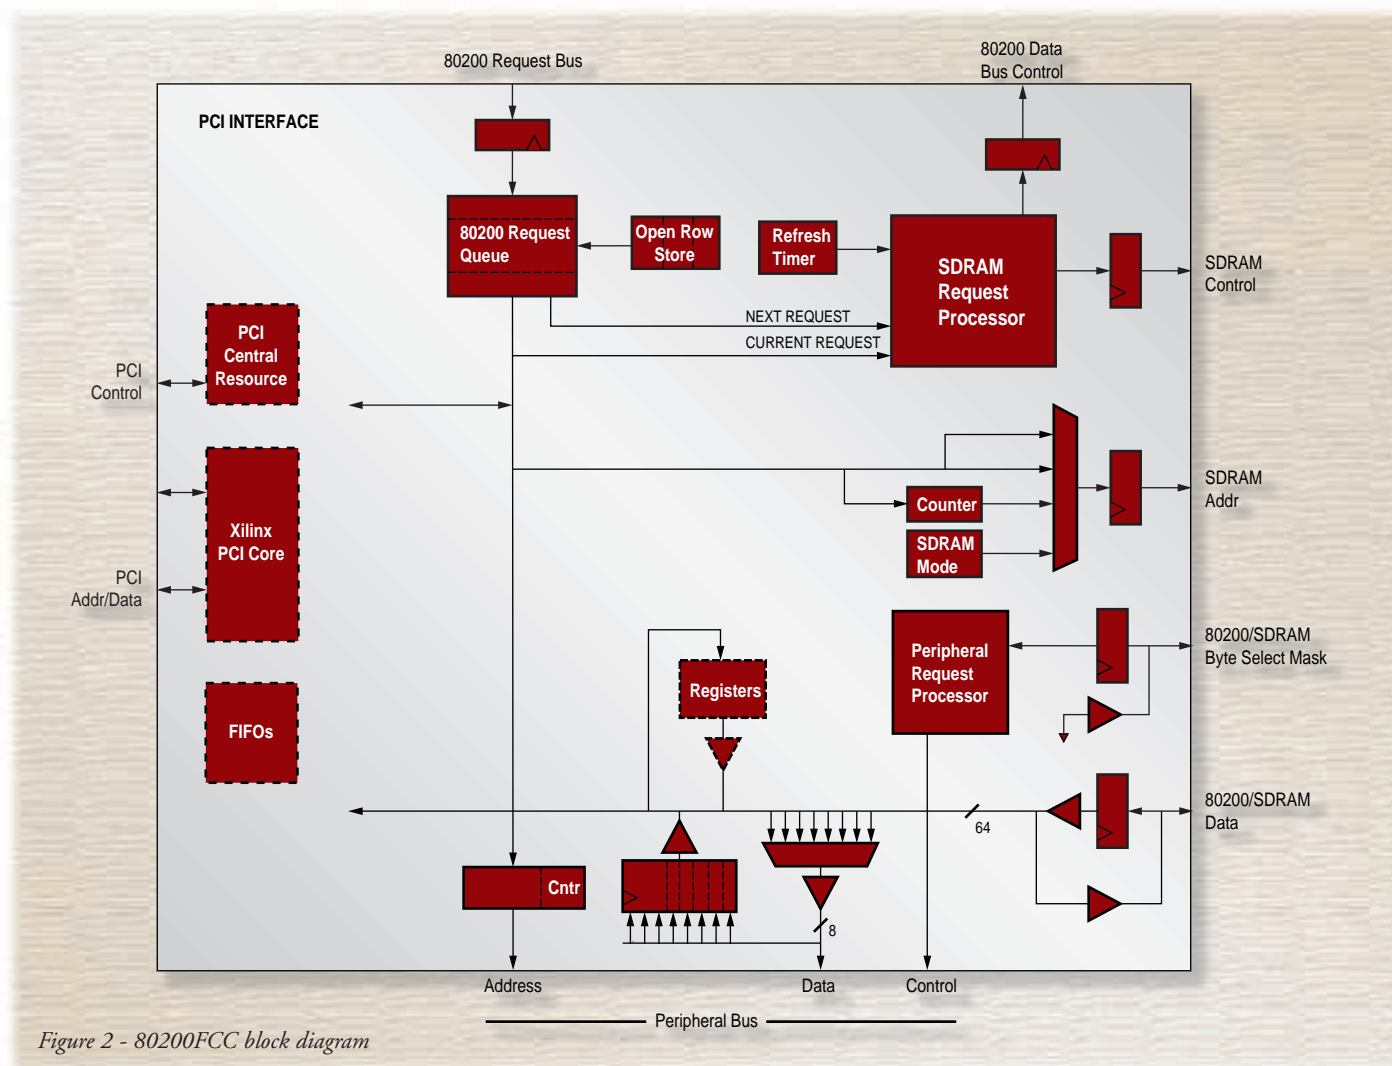 80200 Request Bus
80200 Data
Bus Control
PCI INTERFACE
80200 Request
Queue
Open Row
Store
Refresh
Timer
SDRAM
Request
Processor
SDRAM
Control
NEXT REQUEST
CURRENT REQUEST
PCI
Central
Resource
PCI
Control
Xilinx
PCI Core
PCI
Addr/Data
FIFOs
Counter
SDRAM
Mode
SDRAM
Addr
Peripheral
Request
Processor
80200/SDRAM
Byte Select Mask
Registers
80200/SDRAM
Data
64
Cntr
8
Address
Data
Control
Peripheral Bus
Figure 2 - 80200FCC block diagram